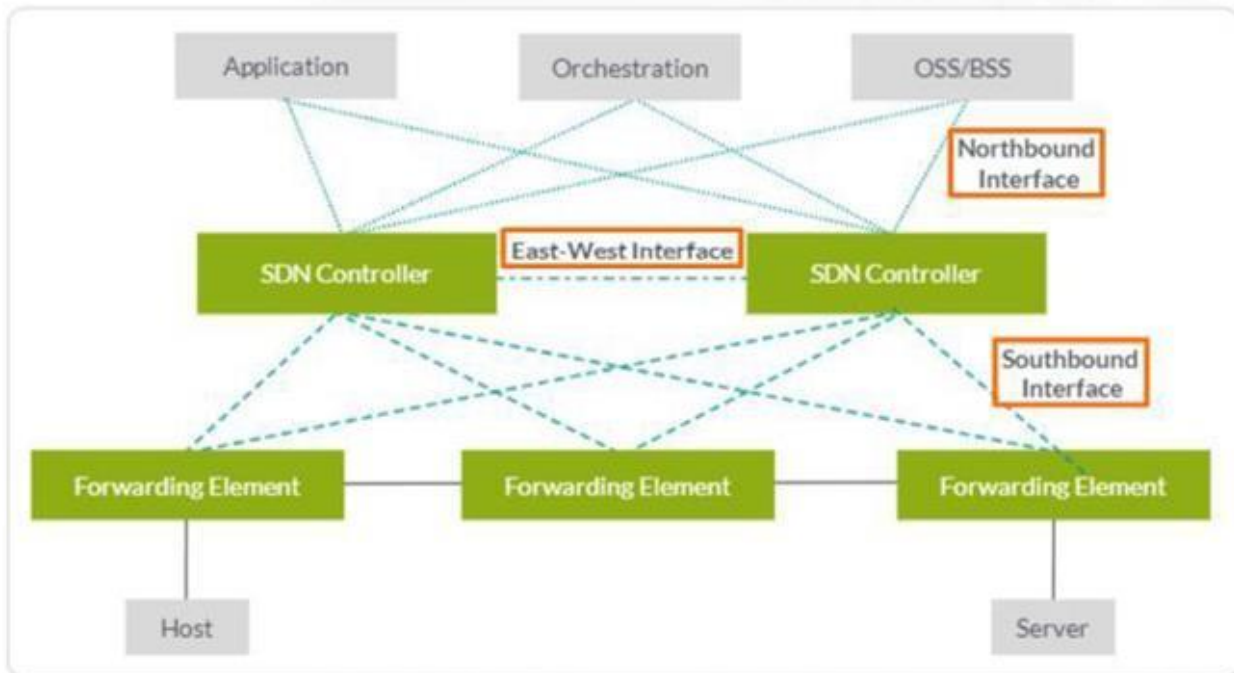 Application
Orchestration
OSS/BSS
Northbound
Interface
East-West Interface
SDN Controller
SDN Controller
Southbound
Interface
Forwarding Element
Forwarding Element
Forwarding Element
Host
Server